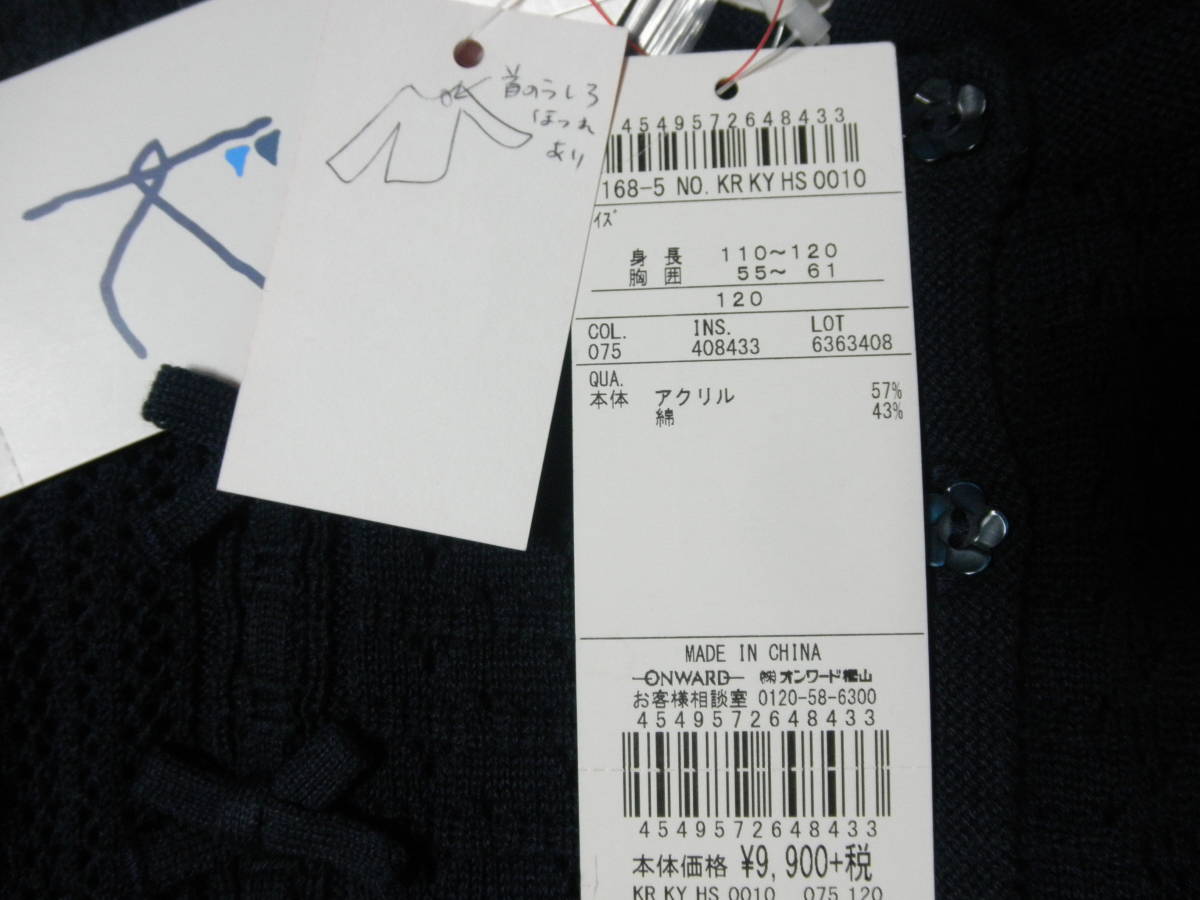 首のうしろ
ほつれ
あり
4549572648433
168-5 NO. KR KY HS 0010
イズ
身長 110～120
胸囲 55～ 61
120
COL. INS. LOT
075 408433 6363408
QUA.
本体 アクリル 57%
綿 43%
MADE IN CHINA
ONWARD ㈱オンワード樫山
お客様相談室 0120-58-6300
4549572648433
4549572648433
本体価格 ¥9,900+税
KR KY HS 0010 075 120